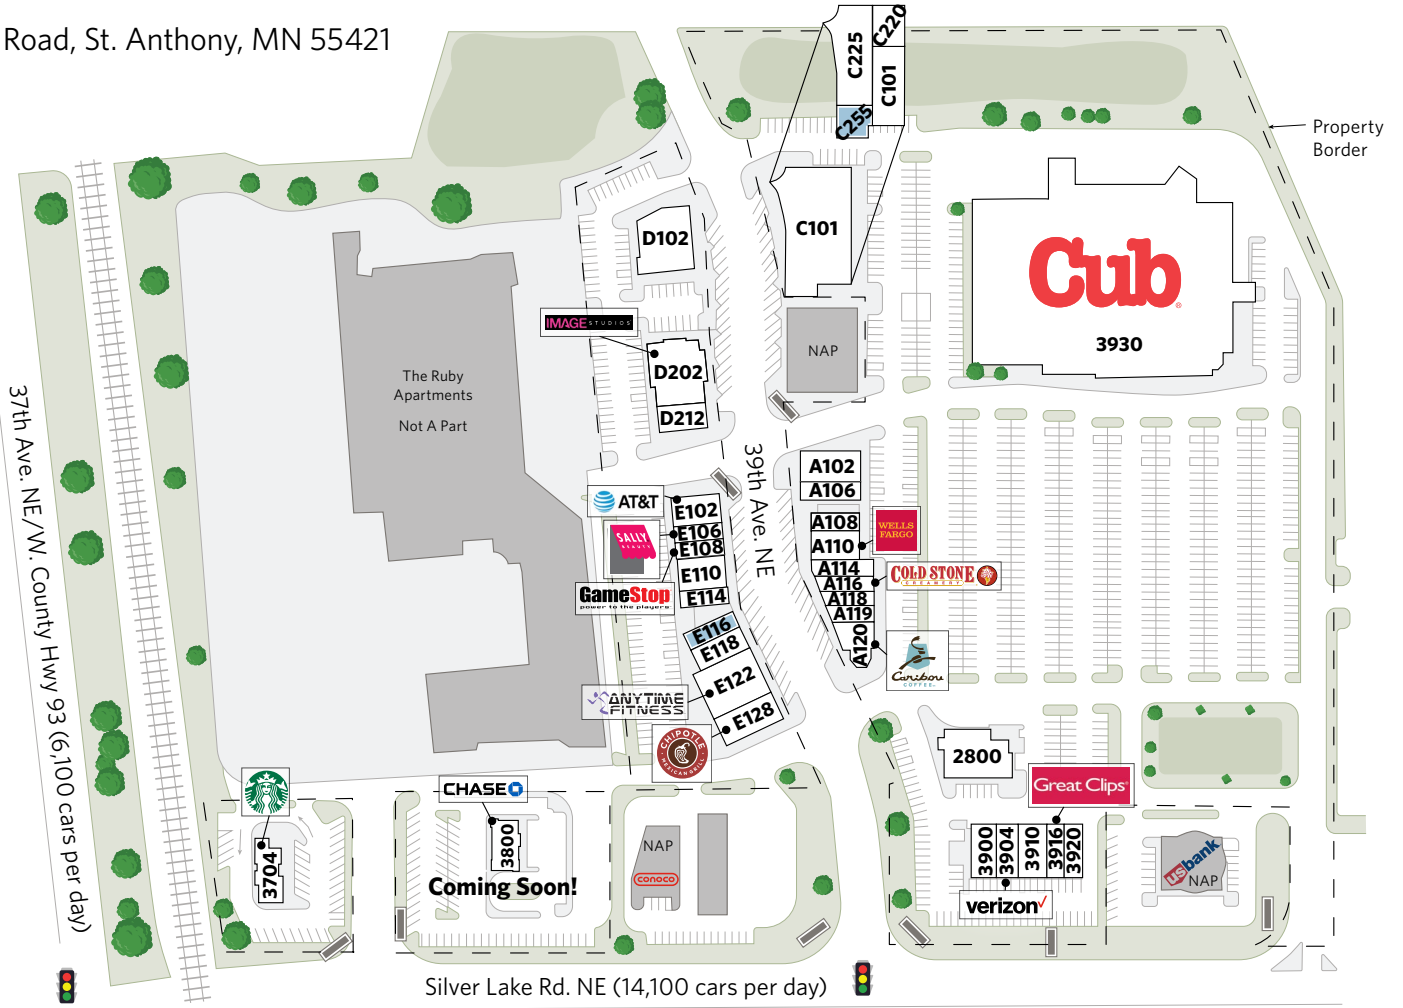 Road, St. Anthony, MN 55421
C220
C225
C101
C255
Property
Border
D102
C101
Cub
3930
IMAGE STUDIOS
D202
D212
NAP
The Ruby
Apartments
Not A Part
37th Ave. NE/W. County Hwy 93 (6,100 cars per day)
39th Ave. NE
A102
A106
A108
A110
A114
A116
A118
A119
A120
WELLS
FARGO
COLD STONE
CREAMERY
Caribou
COFFEE
AT&T
SALLY
BEAUTY
GameStop
power to the players
E102
E106
E108
E110
E114
E116
E118
E122
E128
ANYTIME
FITNESS
CHIPOTLE
MEXICAN GRILL
2800
Great Clips
3900
3904
3910
3916
3920
verizon
usbank
NAP
CHASE
3800
Coming Soon!
3704
NAP
conoco
Silver Lake Rd. NE (14,100 cars per day)